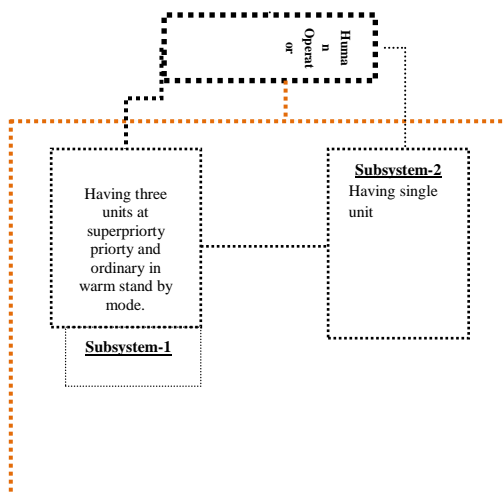 Huma
n
Operat
or
Having three
units at
superpriorty
priorty and
ordinary in
warm stand by
mode.
Subsystem-1
Subsystem-2
Having single
unit